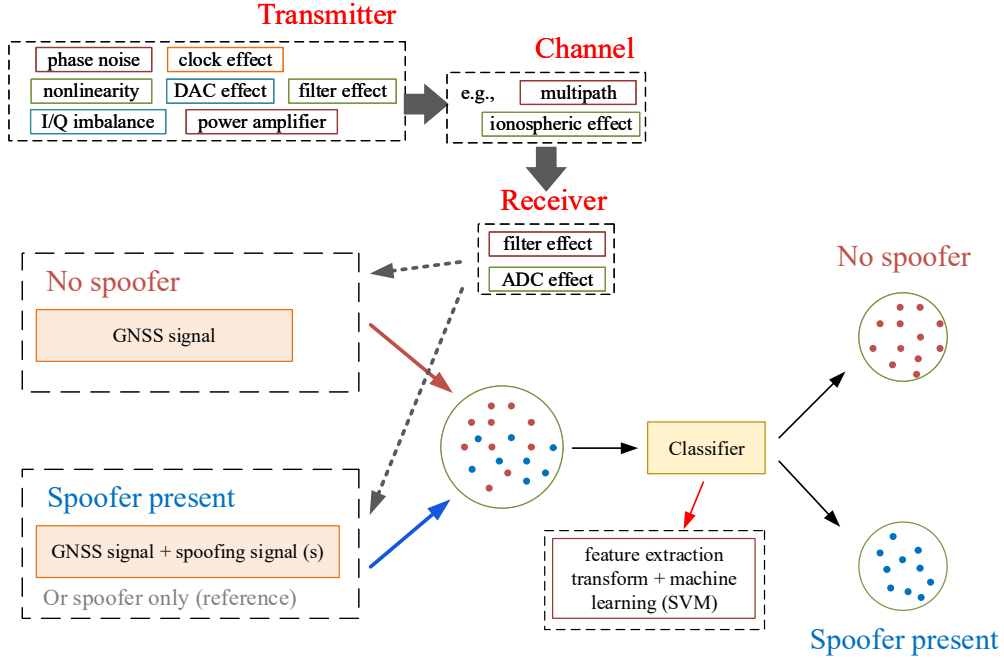 Transmitter
phase noise
clock effect
nonlinearity
DAC effect
filter effect
I/Q imbalance
power amplifier
Channel
e.g.,
multipath
ionospheric effect
Receiver
filter effect
ADC effect
No spoofer
GNSS signal
Spoofer present
GNSS signal + spoofing signal (s)
Or spoofer only (reference)
Classifier
feature extraction
transform + machine
learning (SVM)
No spoofer
Spoofer present